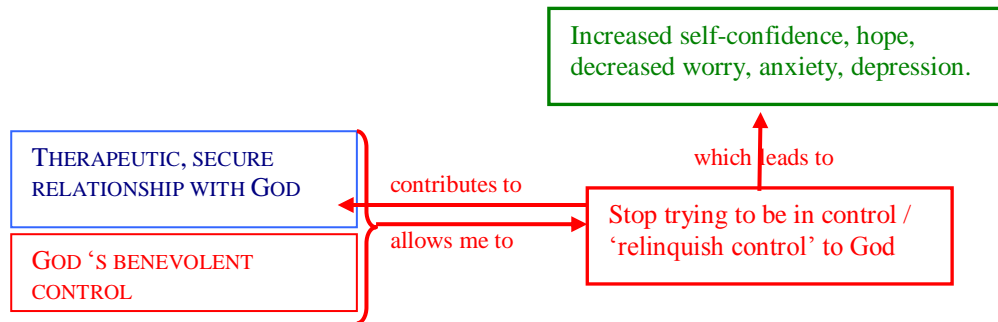 Increased self-confidence, hope,
decreased worry, anxiety, depression.
THERAPEUTIC, SECURE
RELATIONSHIP WITH GOD
which leads to
contributes to
Stop trying to be in control /
‘relinquish control’ to God
allows me to
GOD ‘S BENEVOLENT
CONTROL